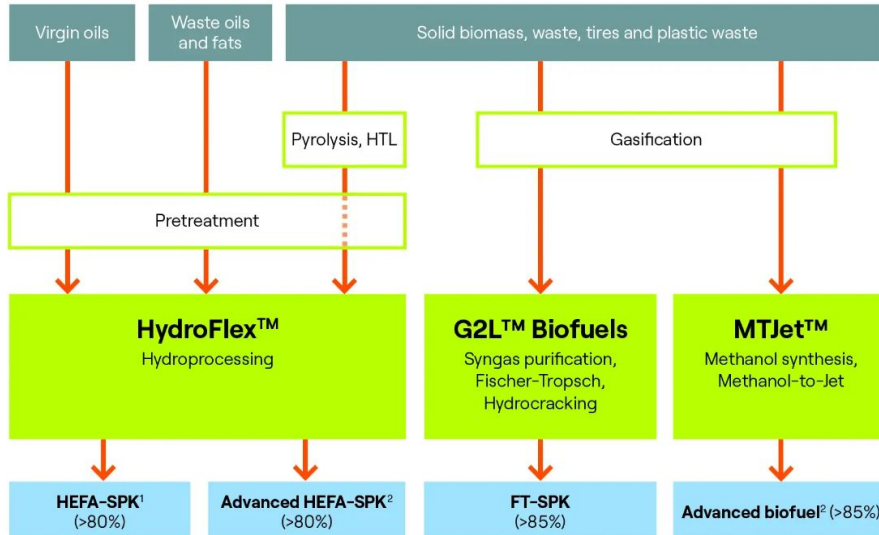 Virgin oils
Waste oils
and fats
Solid biomass, waste, tires and plastic waste
Pyrolysis, HTL
Gasification
Pretreatment
HydroFlex™
Hydroprocessing
G2L™ Biofuels
Syngas purification,
Fischer-Tropsch,
Hydrocracking
MTJet™
Methanol synthesis,
Methanol-to-Jet
HEFA-SPK¹
(>80%)
Advanced HEFA-SPK²
(>80%)
FT-SPK
(>85%)
Advanced biofuel² (>85%)